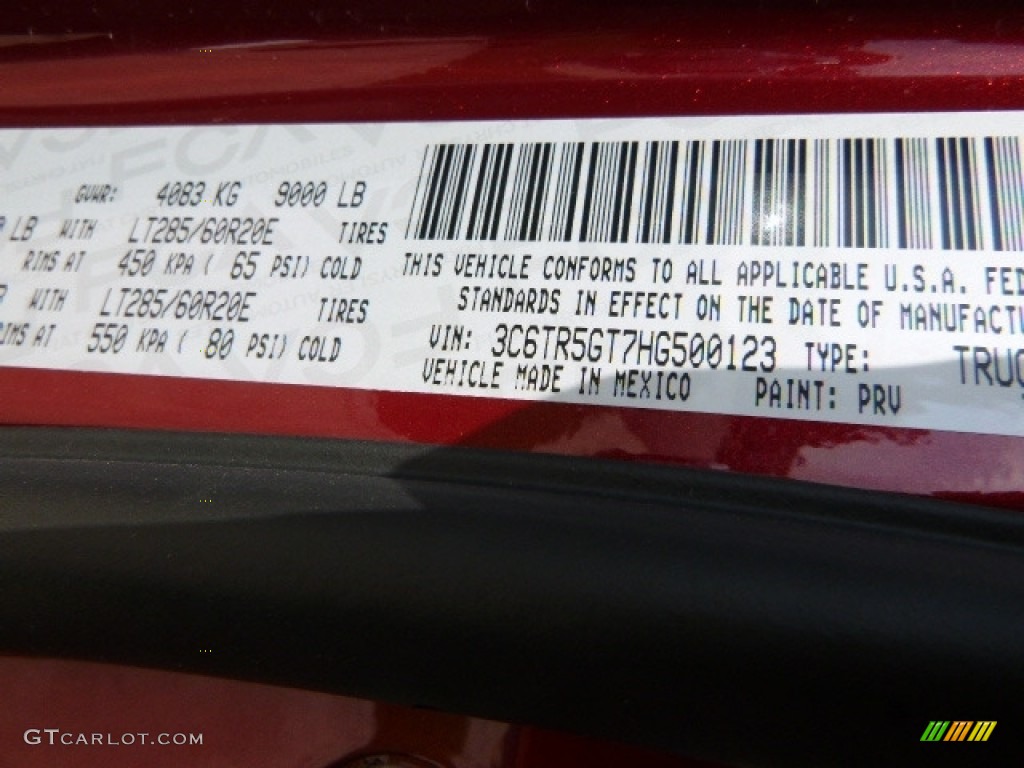 GVWR: 4083 KG 9000 LB
LB WITH LT285/60R20E TIRES
RIMS AT 450 KPA ( 65 PSI) COLD
WITH LT285/60R20E TIRES
RIMS AT 550 KPA ( 80 PSI) COLD
THIS VEHICLE CONFORMS TO ALL APPLICABLE U.S.A. FED
STANDARDS IN EFFECT ON THE DATE OF MANUFACTU
VIN: 3C6TR5GT7HG500123 TYPE: TRUC
VEHICLE MADE IN MEXICO PAINT: PRV
GTCARLOT.COM